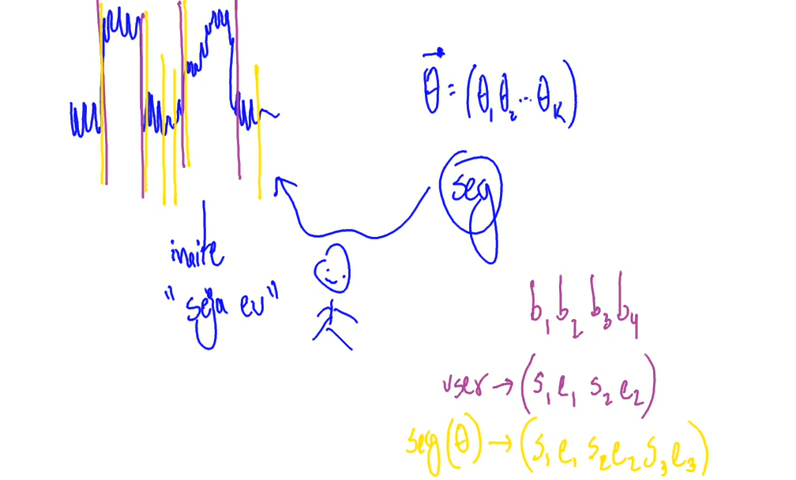 θ⃗ = (θ₁ θ₂ ... θₖ)
seg
imite
"seja eu"
b₁ b₂ b₃ b₄
user → (s₁ e₁ s₂ e₂)
seg(θ) → (s₁ e₁ s₂ e₂ s₃ e₃)